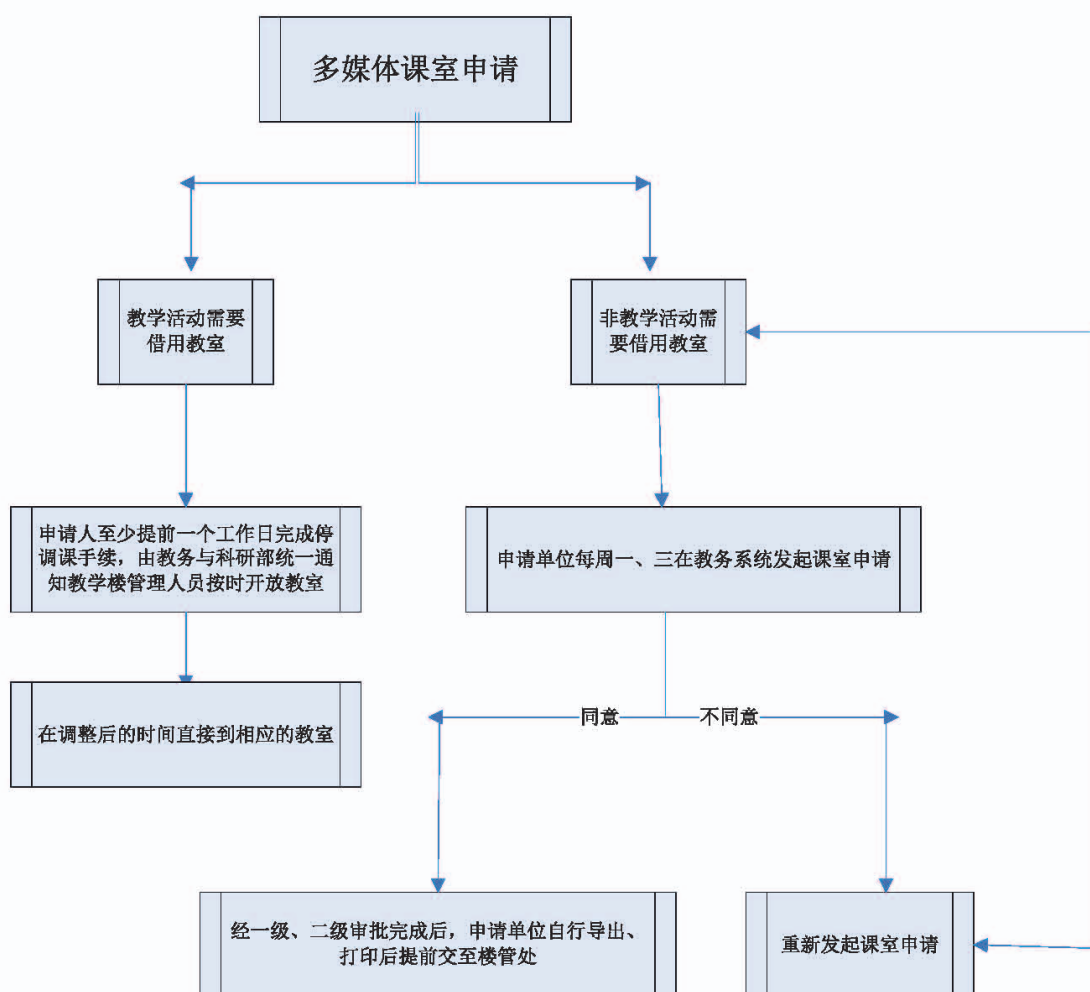 多媒体课室申请
教学活动需要
借用教室
非教学活动需
要借用教室
申请人至少提前一个工作日完成停
调课手续，由教务与科研部统一通
知教学楼管理人员按时开放教室
申请单位每周一、三在教务系统发起课室申请
在调整后的时间直接到相应的教室
同意
不同意
经一级、二级审批完成后，申请单位自行导出、
打印后提前交至楼管处
重新发起课室申请